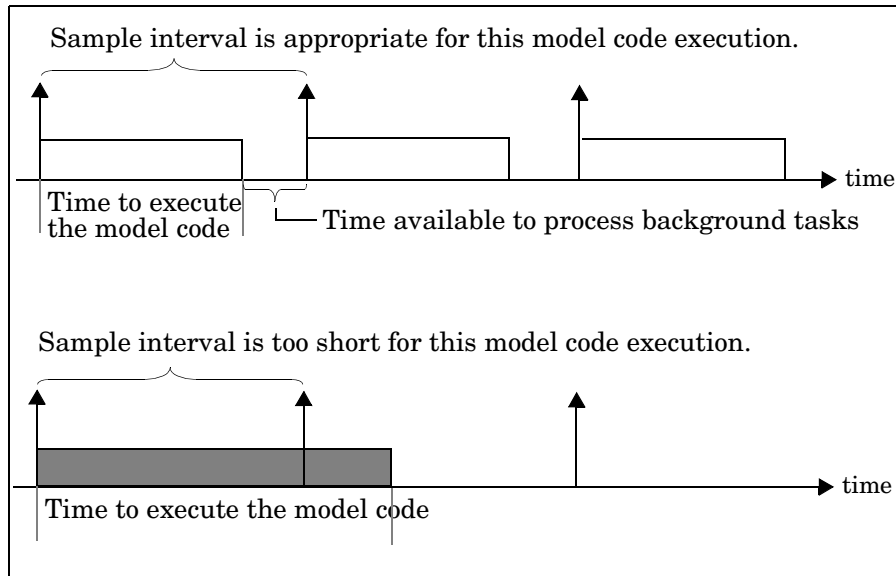 Sample interval is appropriate for this model code execution.
time
Time to execute
the model code
Time available to process background tasks
Sample interval is too short for this model code execution.
time
Time to execute the model code